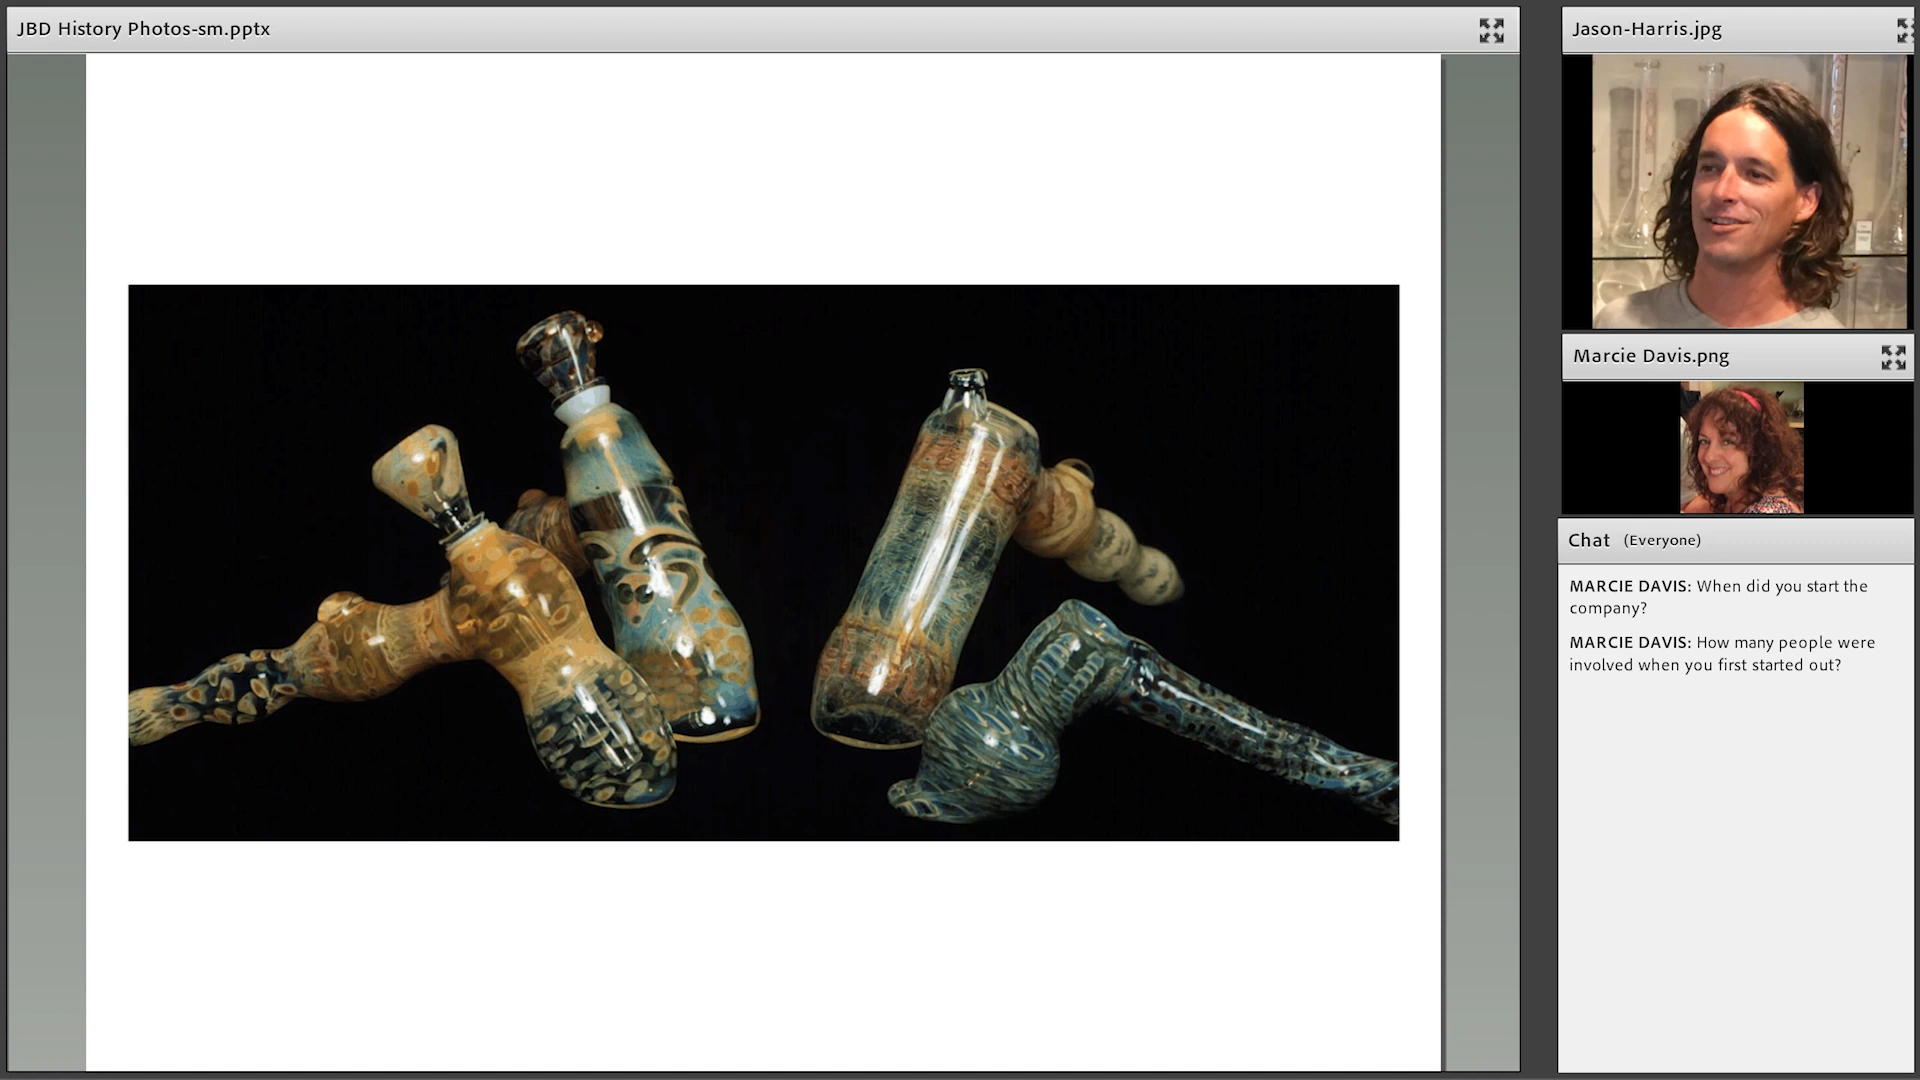 JBD History Photos-sm.pptx
Jason-Harris.jpg
Marcie Davis.png
Chat (Everyone)
MARCIE DAVIS: When did you start the
company?
MARCIE DAVIS: How many people were
involved when you first started out?